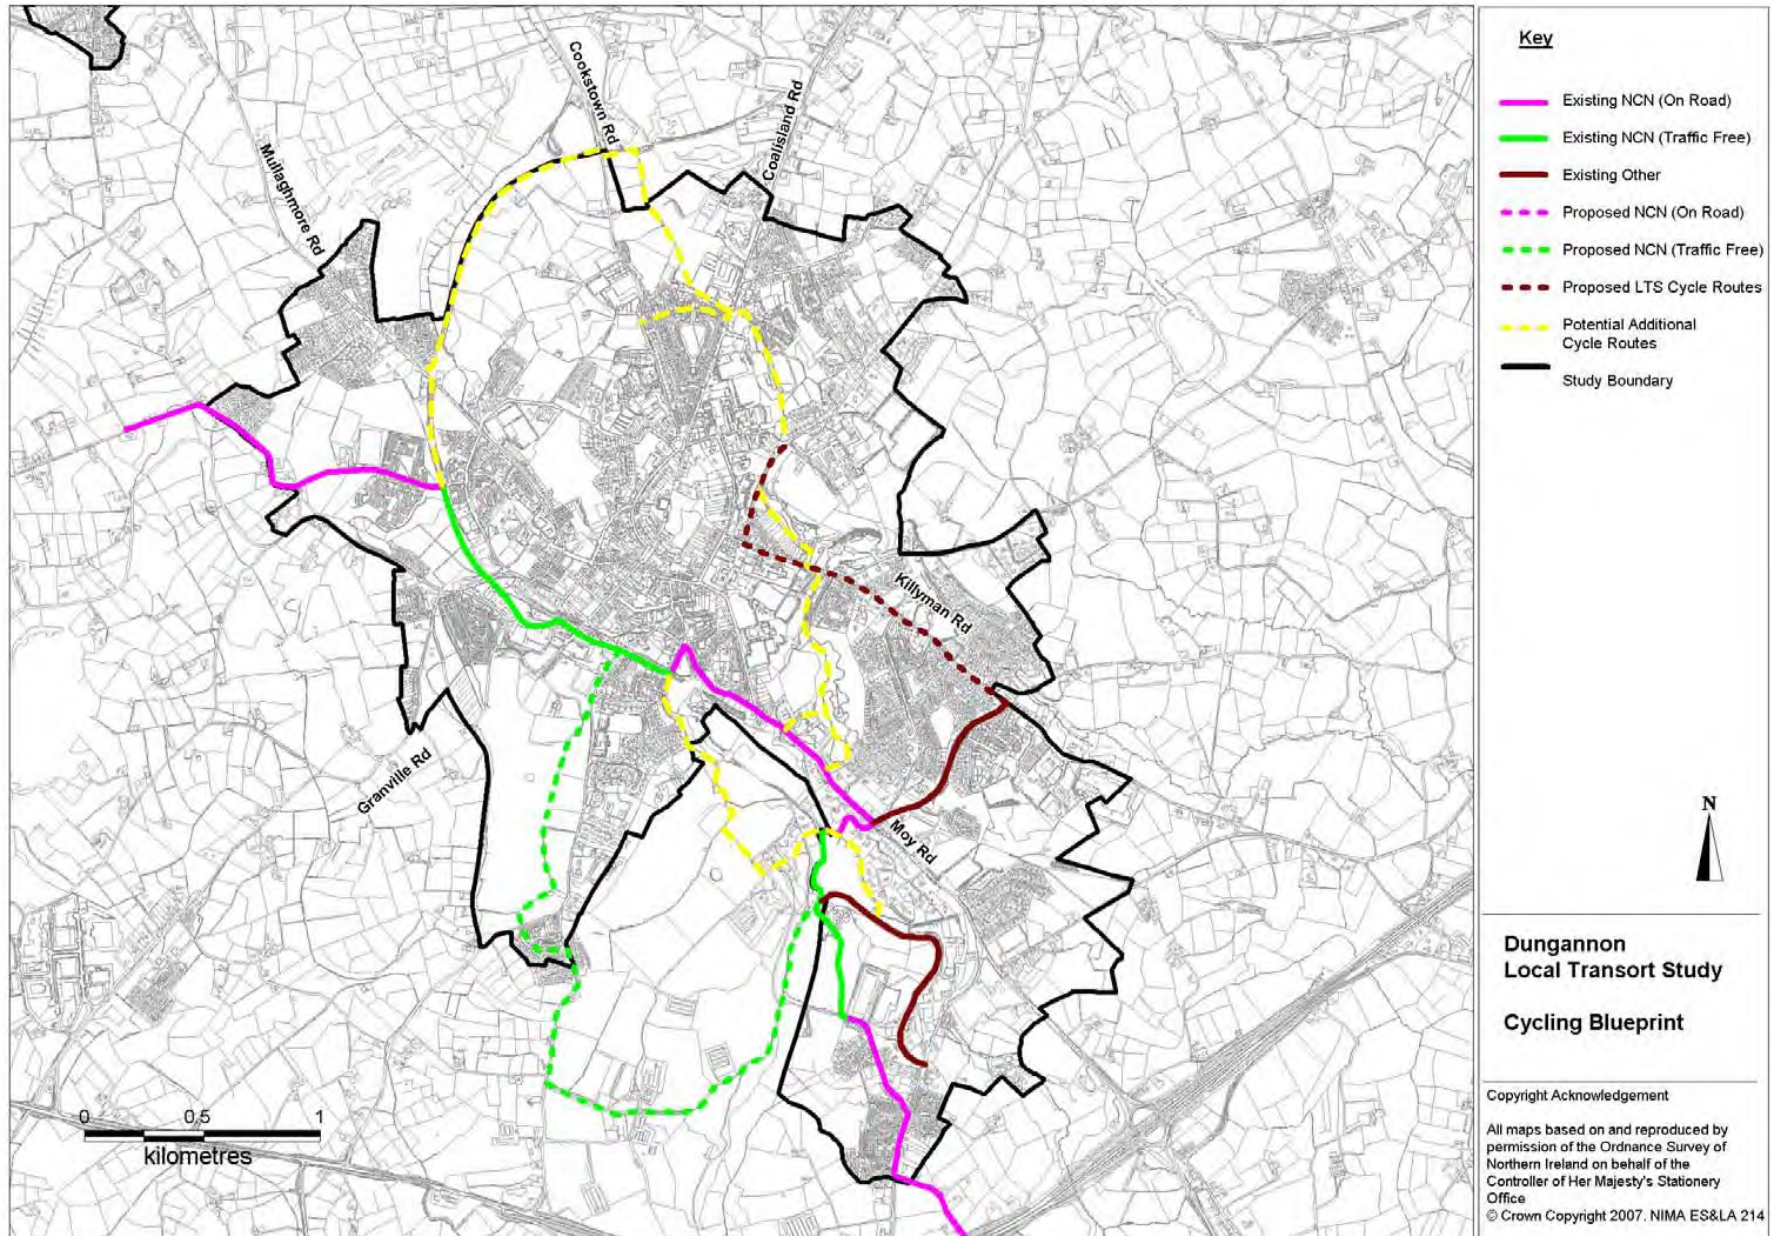 Cookstown Rd
Coalisland Rd
Mullaghmore Rd
Killyman Rd
Granville Rd
Moy Rd
0 0.5 1
kilometres
Key
Existing NCN (On Road)
Existing NCN (Traffic Free)
Existing Other
Proposed NCN (On Road)
Proposed NCN (Traffic Free)
Proposed LTS Cycle Routes
Potential Additional
Cycle Routes
Study Boundary
N
Dungannon
Local Transort Study
Cycling Blueprint
Copyright Acknowledgement
All maps based on and reproduced by
permission of the Ordnance Survey of
Northern Ireland on behalf of the
Controller of Her Majesty's Stationery
Office
© Crown Copyright 2007. NIMA ES&LA 214